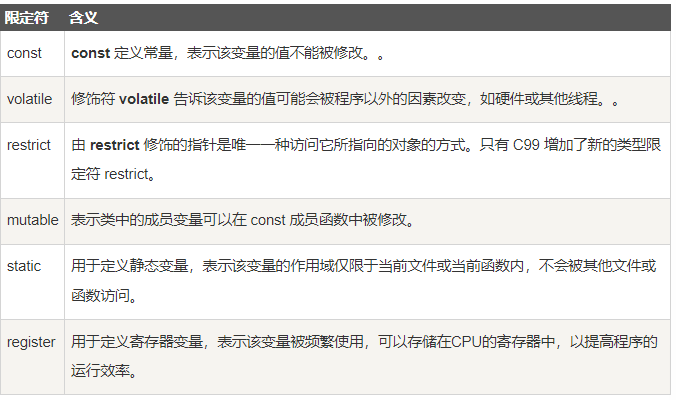 限定符 含义
const const 定义常量，表示该变量的值不能被修改。。
volatile 修饰符 volatile 告诉该变量的值可能会被程序以外的因素改变，如硬件或其他线程。。
restrict 由 restrict 修饰的指针是唯一一种访问它所指向的对象的方式。只有 C99 增加了新的类型限
定符 restrict。
mutable 表示类中的成员变量可以在 const 成员函数中被修改。
static 用于定义静态变量，表示该变量的作用域仅限于当前文件或当前函数内，不会被其他文件或
函数访问。
register 用于定义寄存器变量，表示该变量被频繁使用，可以存储在CPU的寄存器中，以提高程序的
运行效率。